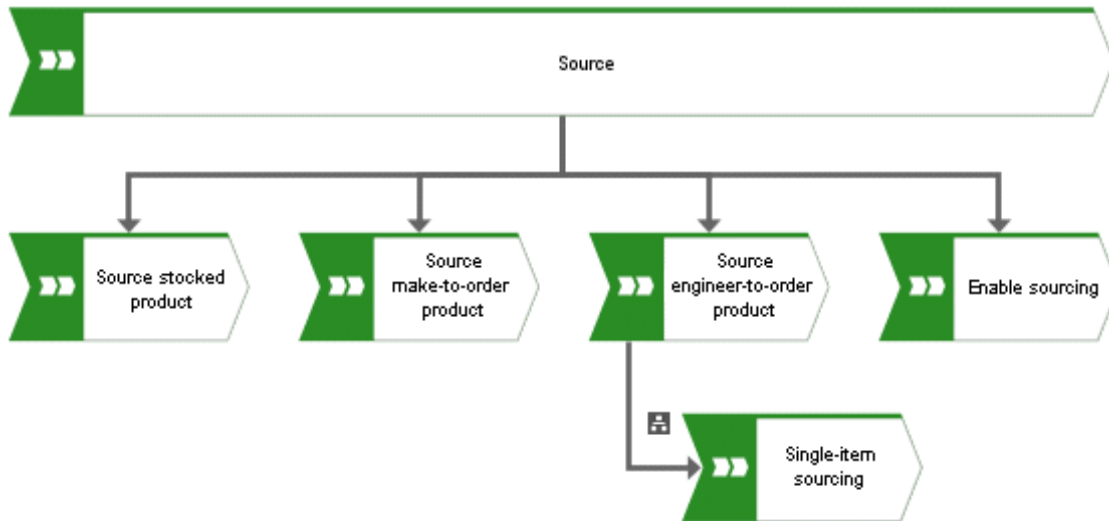 Source
Source stocked
product
Source
make-to-order
product
Source
engineer-to-order
product
Enable sourcing
Single-item
sourcing